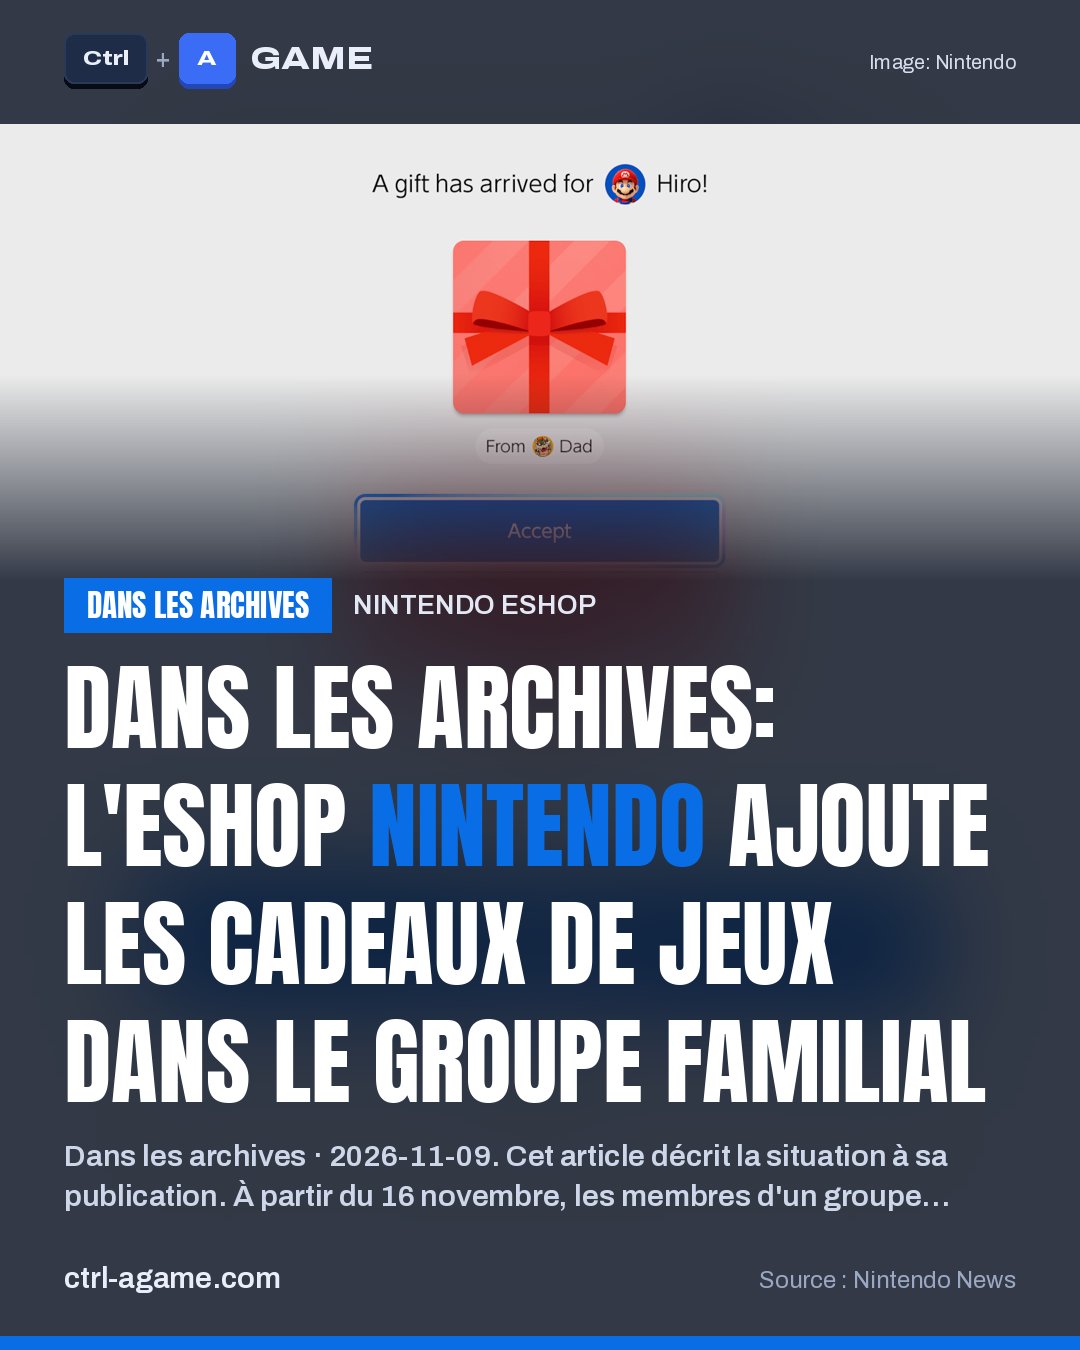 Ctrl + A GAME
Image: Nintendo
A gift has arrived for Hiro!
From Dad
Accept
DANS LES ARCHIVES
NINTENDO ESHOP
DANS LES ARCHIVES:
L'ESHOP NINTENDO AJOUTE
LES CADEAUX DE JEUX
DANS LE GROUPE FAMILIAL
Dans les archives · 2026-11-09. Cet article décrit la situation à sa
publication. À partir du 16 novembre, les membres d'un groupe...
ctrl-agame.com
Source : Nintendo News